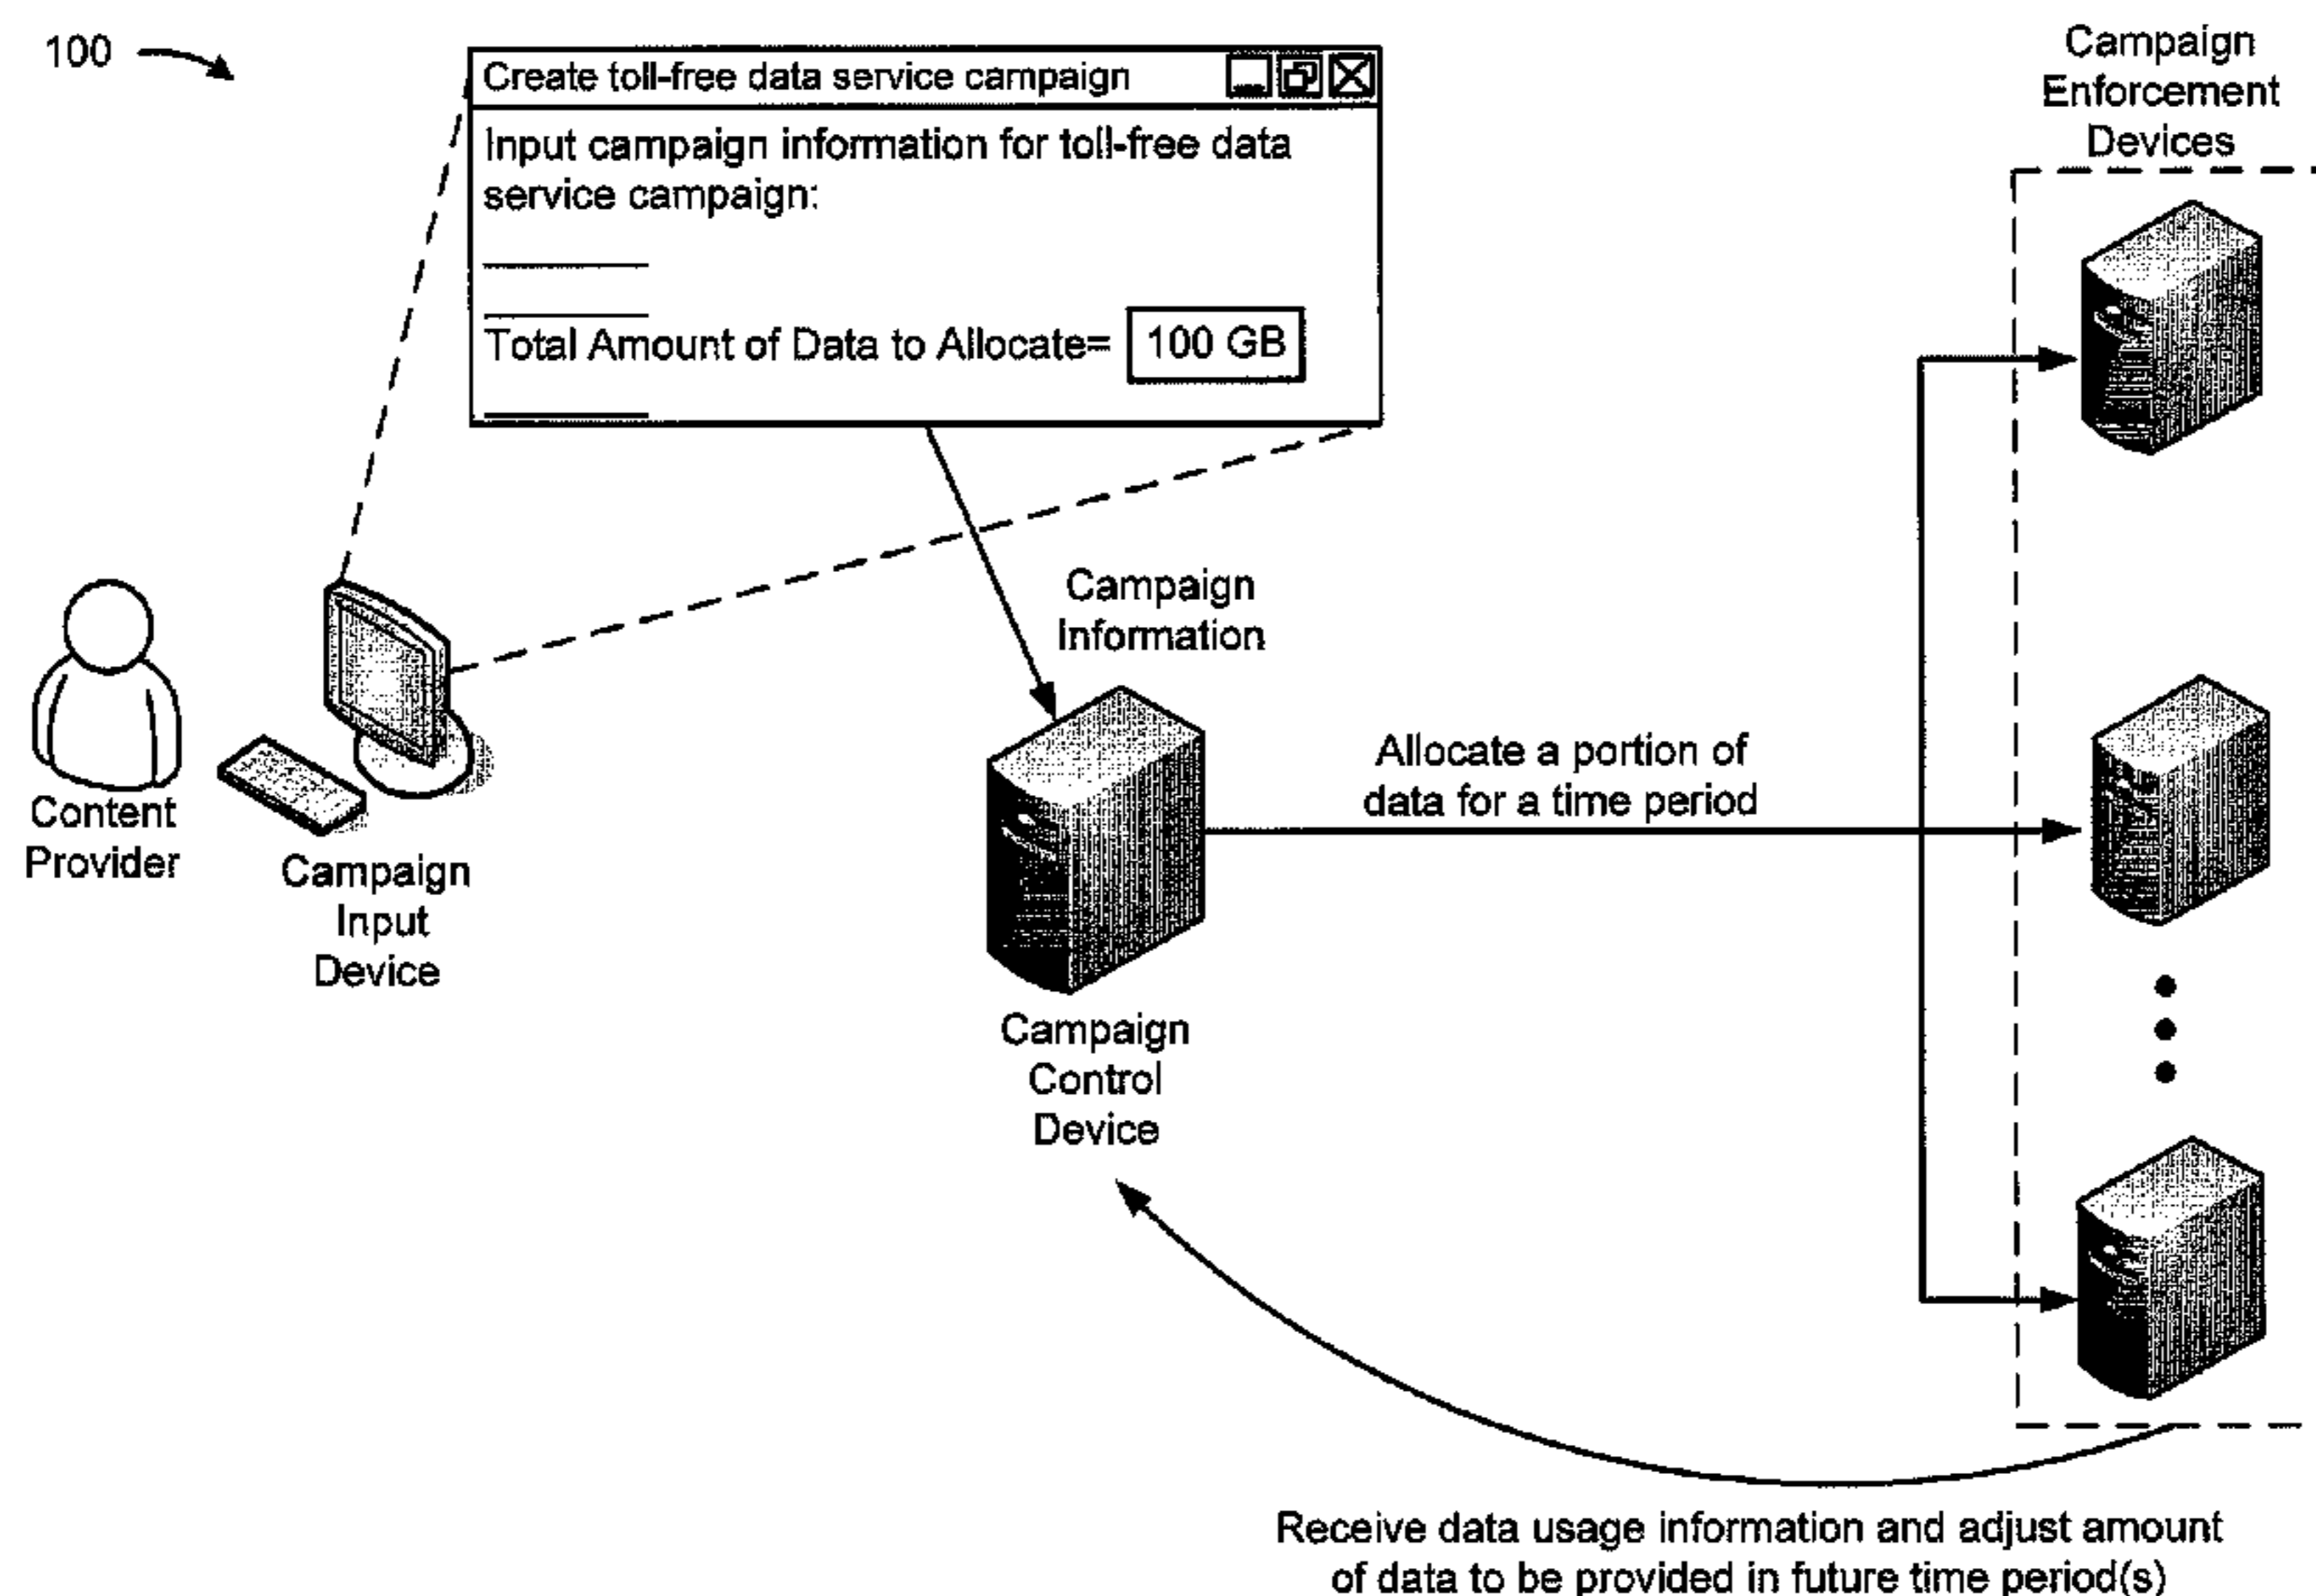 100
Create toll-free data service campaign
Input campaign information for toll-free data
service campaign:
Total Amount of Data to Allocate= 100 GB
Campaign
Enforcement
Devices
Campaign
Information
Allocate a portion of
data for a time period
Content
Provider
Campaign
Input
Device
Campaign
Control
Device
Receive data usage information and adjust amount
of data to be provided in future time period(s)